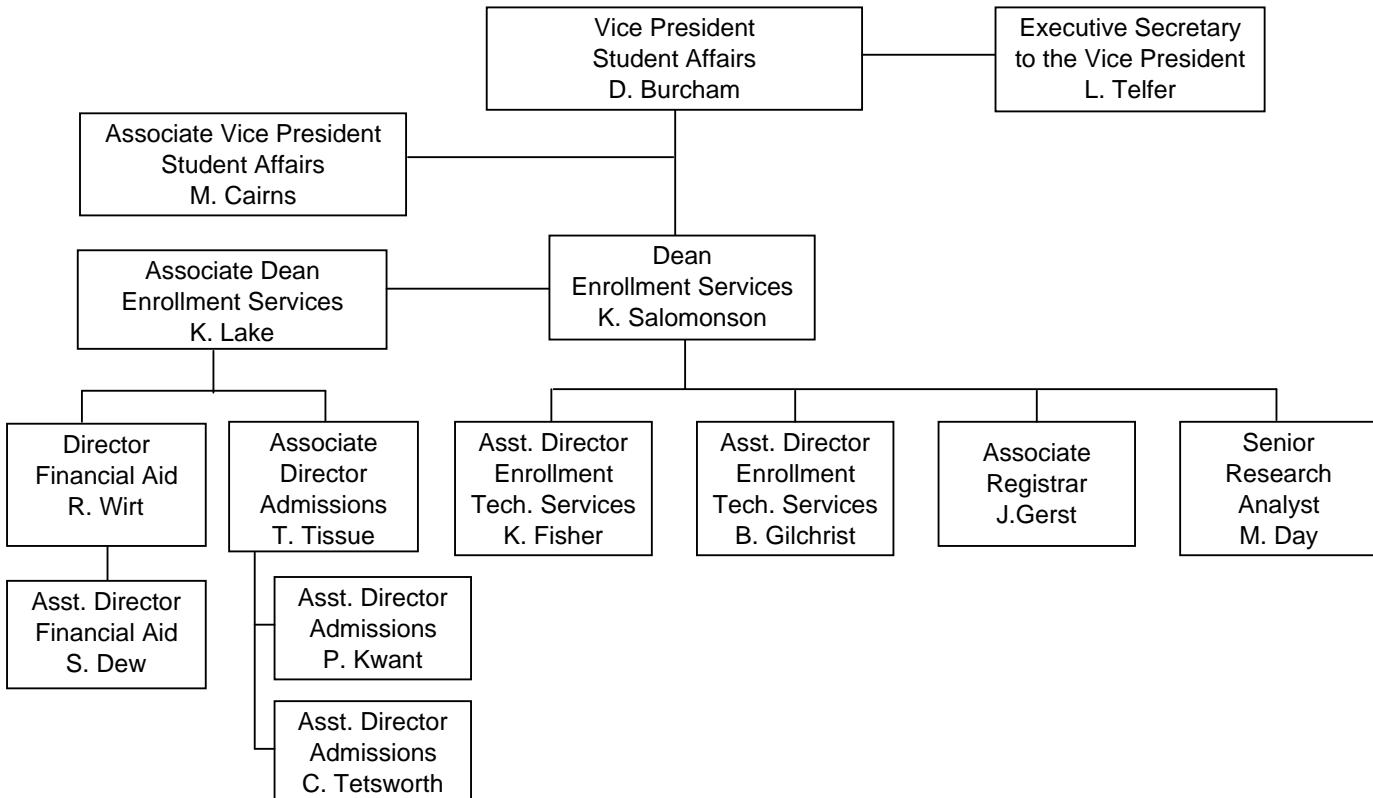 Vice President
Student Affairs
D. Burcham
Executive Secretary
to the Vice President
L. Telfer
Associate Vice President
Student Affairs
M. Cairns
Associate Dean
Enrollment Services
K. Lake
Dean
Enrollment Services
K. Salomonson
Director
Financial Aid
R. Wirt
Associate
Director
Admissions
T. Tissue
Asst. Director
Enrollment
Tech. Services
K. Fisher
Asst. Director
Enrollment
Tech. Services
B. Gilchrist
Associate
Registrar
J.Gerst
Senior
Research
Analyst
M. Day
Asst. Director
Financial Aid
S. Dew
Asst. Director
Admissions
P. Kwant
Asst. Director
Admissions
C. Tetsworth